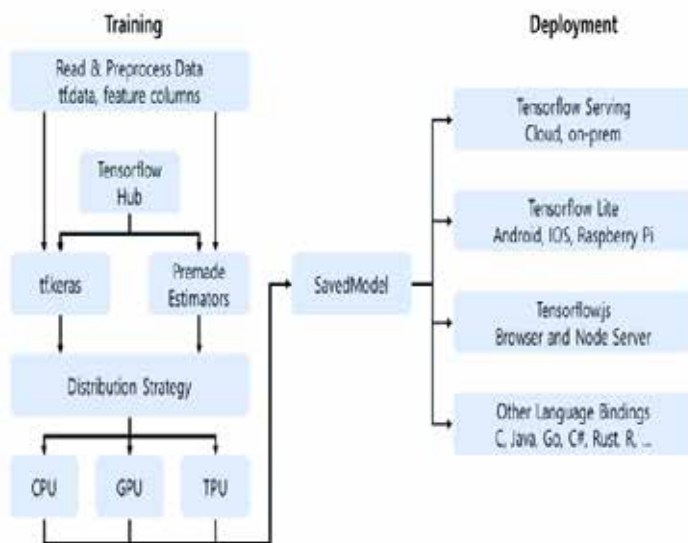 Training
Read & Preprocess Data
tf.data, feature columns
Tensorflow
Hub
tf.keras
Premade
Estimators
Distribution Strategy
CPU
GPU
TPU
SavedModel
Deployment
Tensorflow Serving
Cloud, on-prem
Tensorflow Lite
Android, IOS, Raspberry Pi
Tensorflow.js
Browser and Node Server
Other Language Bindings
C, Java, Go, C#, Rust, R, ...